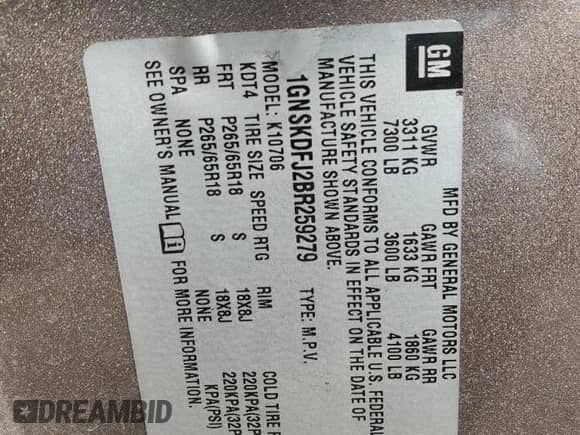 GM
MFD BY GENERAL MOTORS LLC
GVWR GAWR FRT GAWR RR
3311 KG 1633 KG 1860 KG
7300 LB 3600 LB 4100 LB
THIS VEHICLE CONFORMS TO ALL APPLICABLE U.S. FEDERAL
VEHICLE SAFETY STANDARDS IN EFFECT ON THE DATE OF
MANUFACTURE SHOWN ABOVE.
1GNSKDFJ2BR259279 TYPE: M.P.V.
MODEL: K10706
KDT4 TIRE SIZE SPEED RTG RIM COLD TIRE
FRT P265/65R18 S 18X8J 220KPA(32P
RR P265/65R18 S 18X8J 220KPA(32P
SPA NONE NONE KPA(PSI)
SEE OWNER'S MANUAL FOR MORE INFORMATION.
DREAMBID